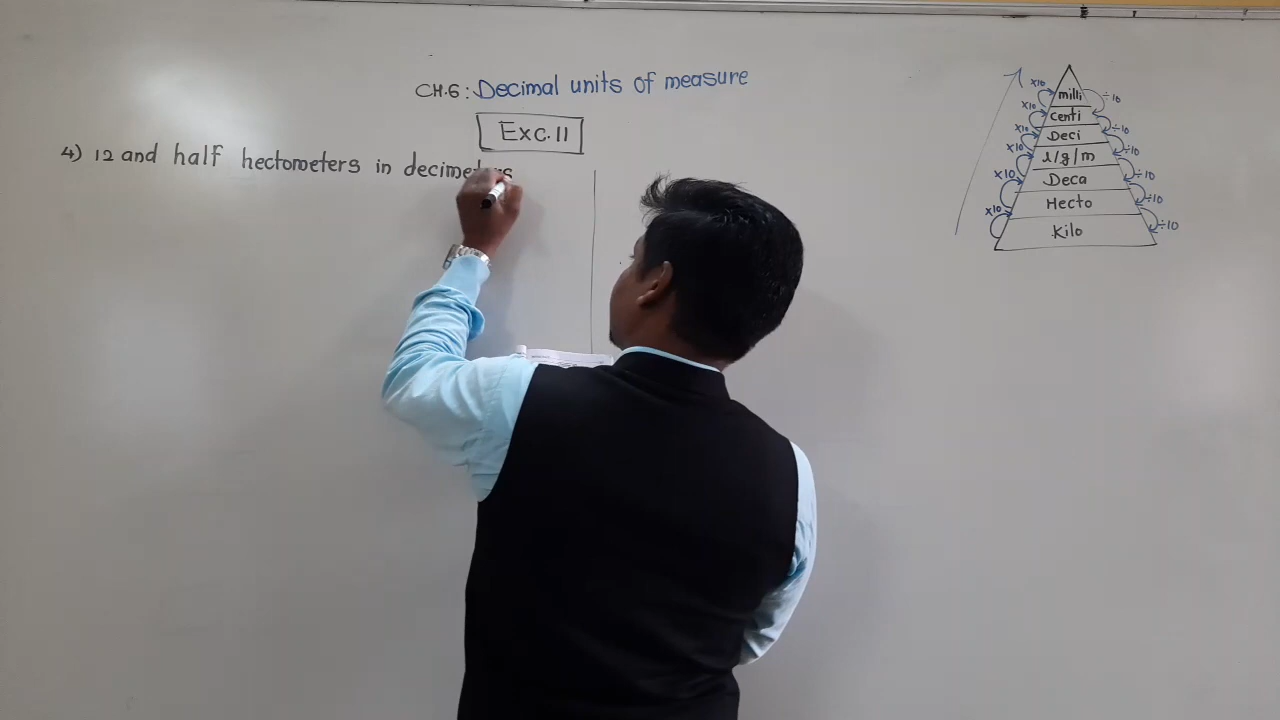 CH.6: Decimal units of measure
Exc. 11
4) 12 and half hectometers in decimeters
x10 milli ÷10
x10 centi ÷10
x10 Deci ÷10
x10 l/g/m ÷10
x10 Deca ÷10
x10 Hecto ÷10
Kilo